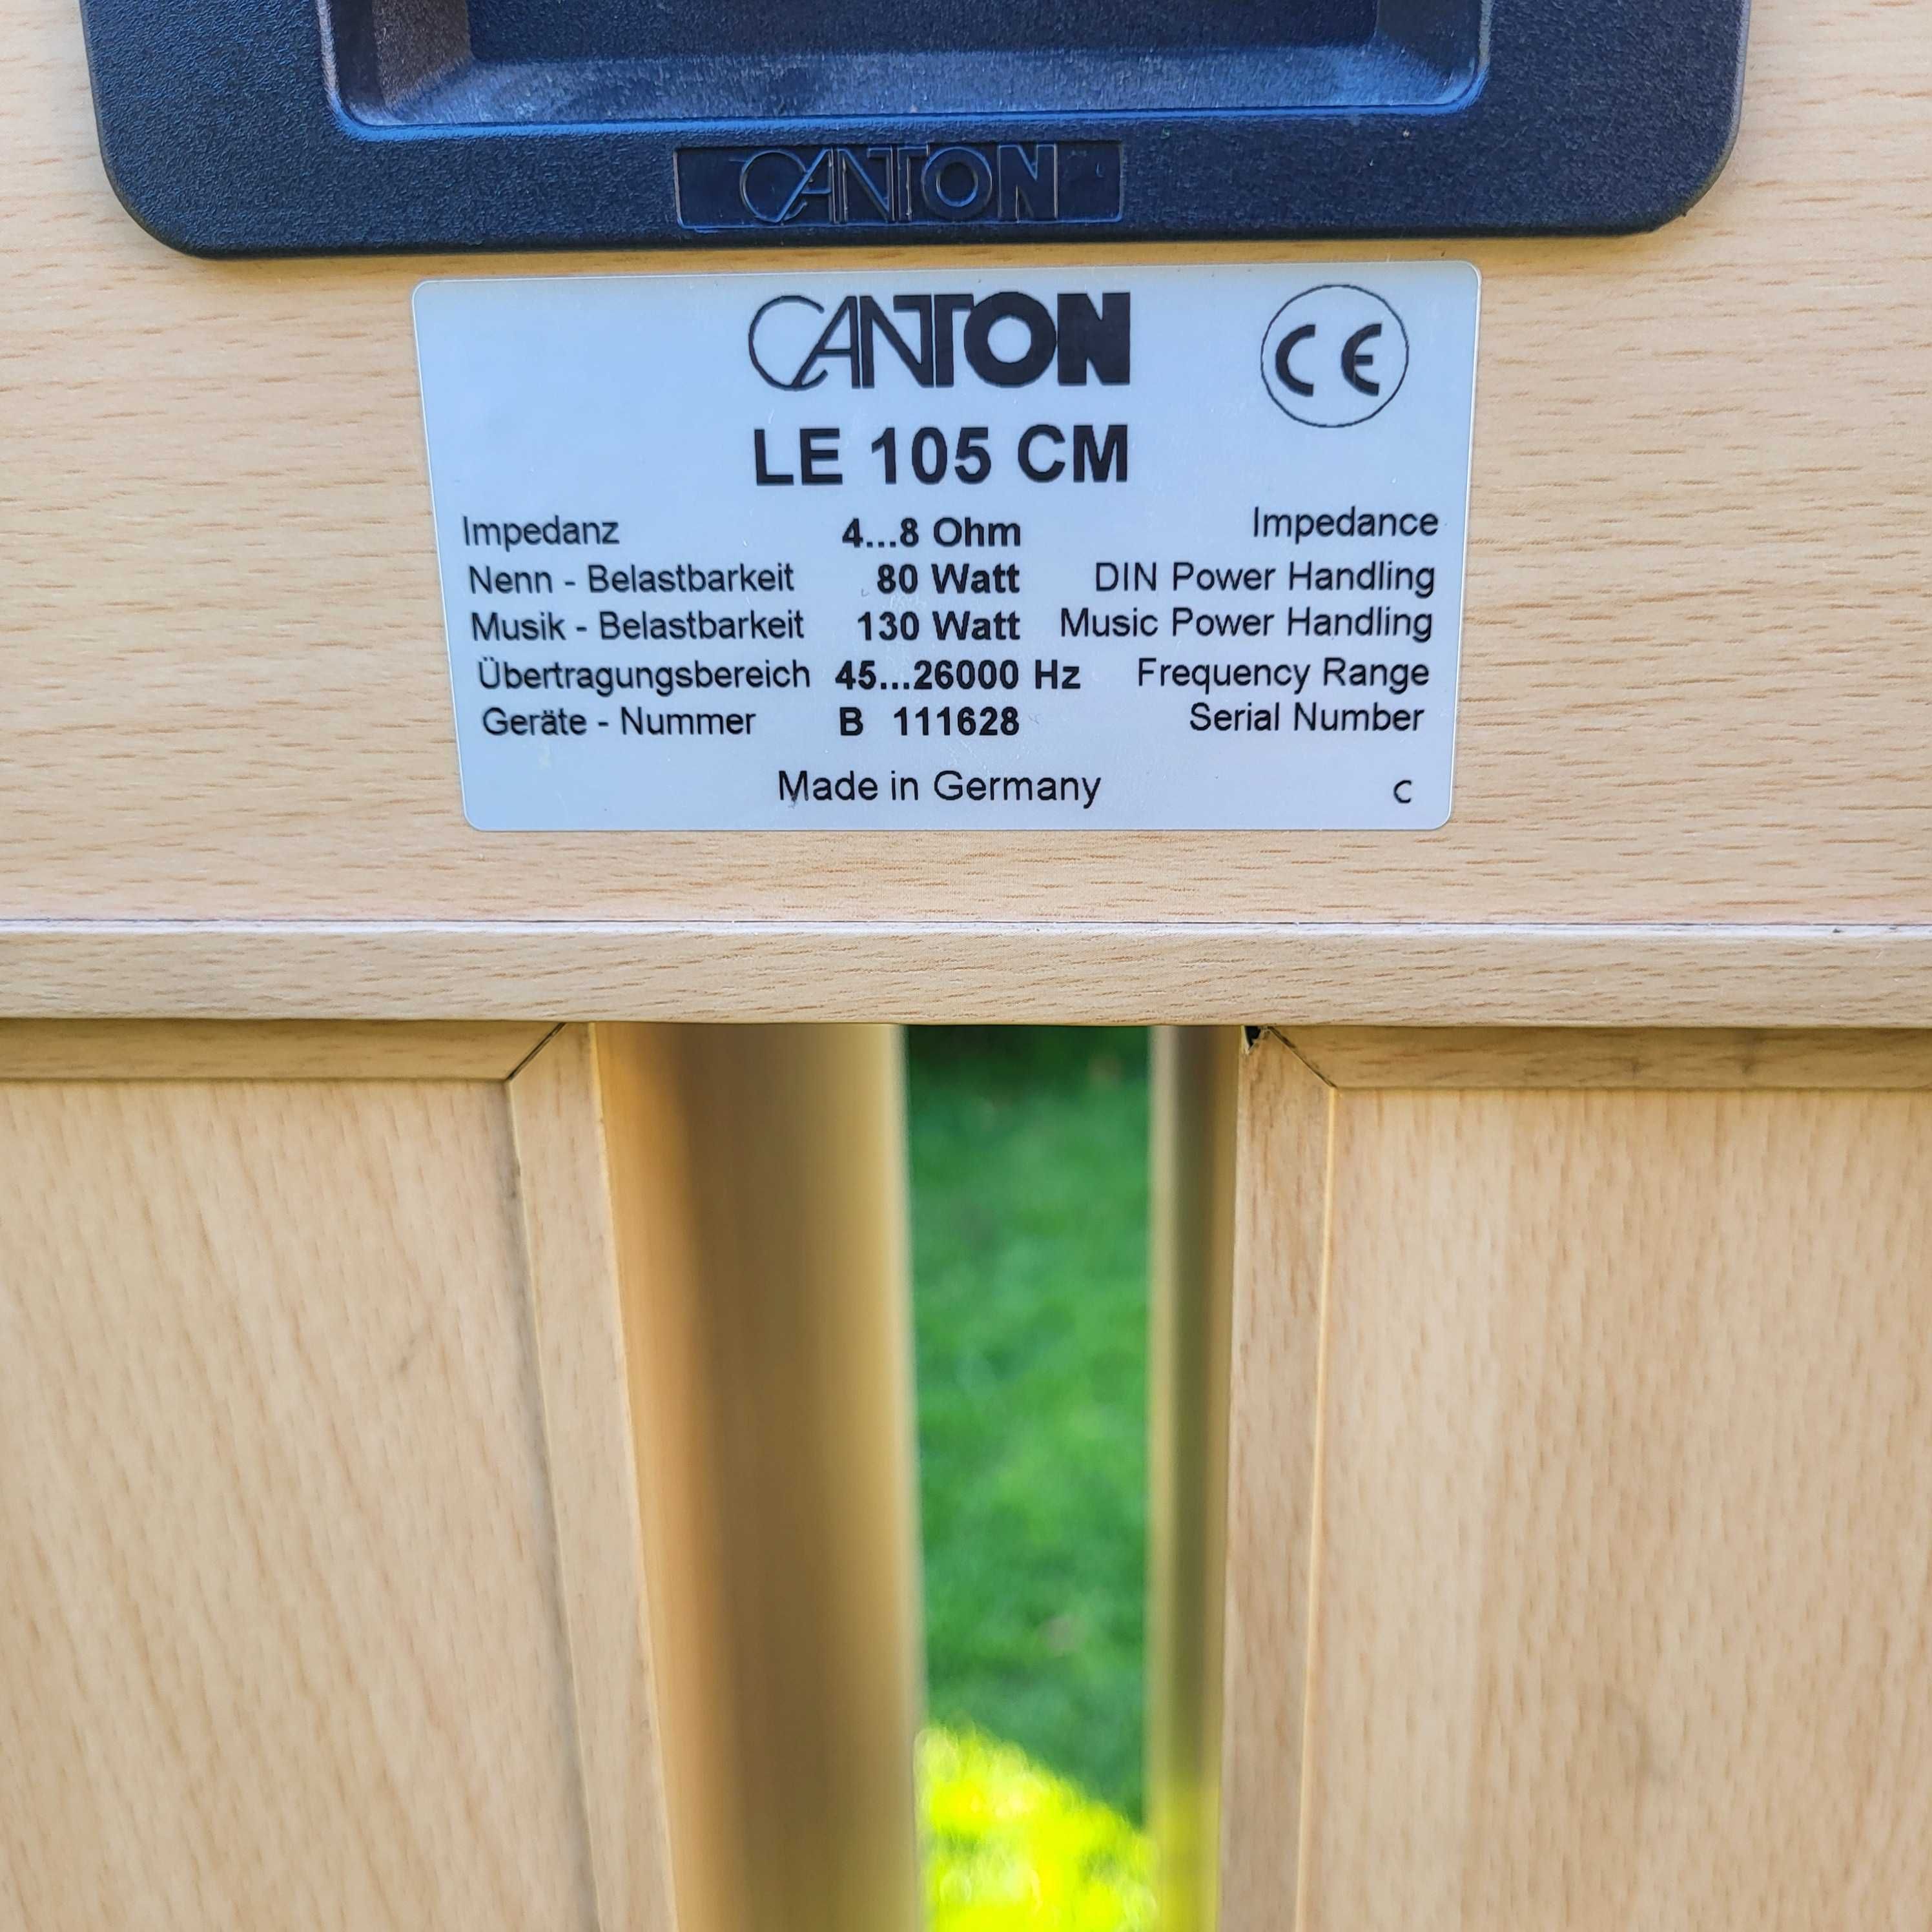 CANTON
CANTON CE
LE 105 CM
Impedanz 4...8 Ohm Impedance
Nenn - Belastbarkeit 80 Watt DIN Power Handling
Musik - Belastbarkeit 130 Watt Music Power Handling
Übertragungsbereich 45...26000 Hz Frequency Range
Geräte - Nummer B 111628 Serial Number
Made in Germany C